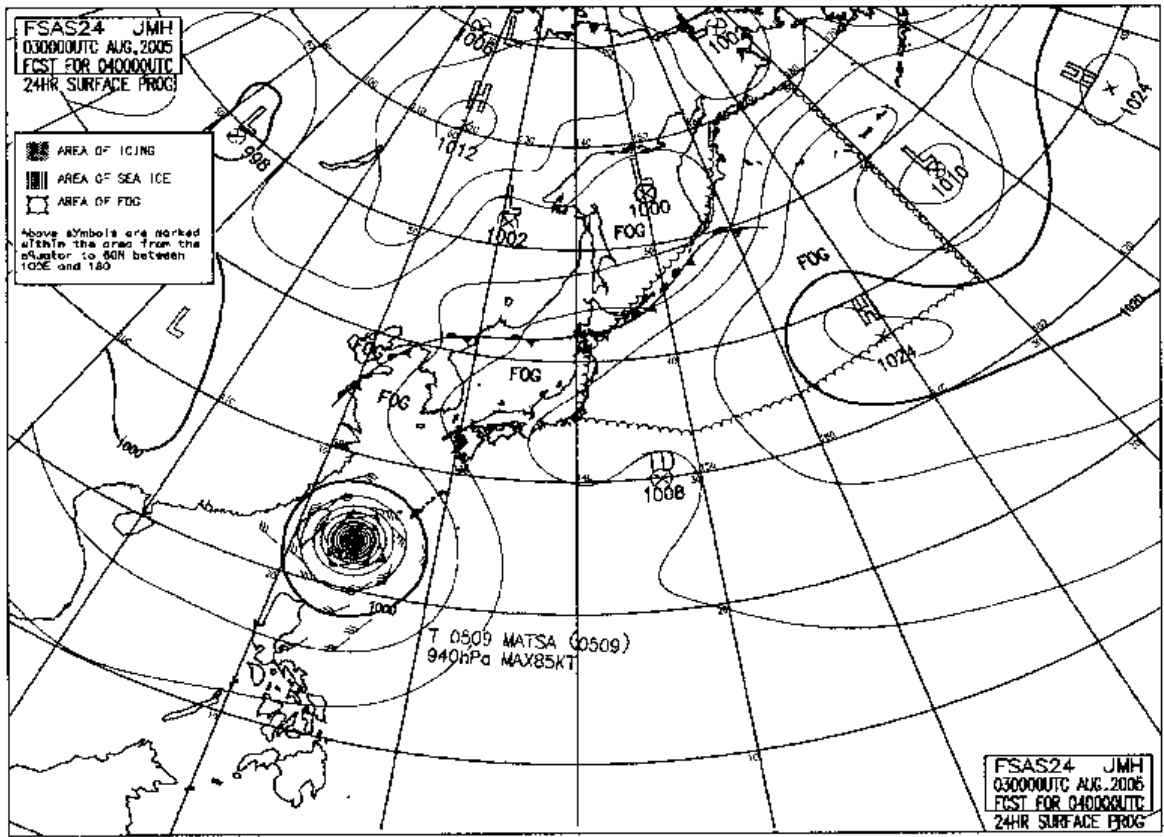 FSAS24 JMH
030000UTC AUG.2005
FCST FOR 040000UTC
24HR SURFACE PROG
AREA OF ICING
AREA OF SEA ICE
AREA OF FOG
Above symbols are marked
within the area from the
equator to 60N between
100E and 180
L
998
1006
H
1012
1004
H
1024
L
1002
L
1000
FOG
H
1010
FOG
H
1024
1020
L
1000
FOG
FOG
FOG
TD
1008
1000
T 0509 MATSA (0509)
940hPa MAX85KT
FSAS24 JMH
030000UTC AUG.2005
FCST FOR 040000UTC
24HR SURFACE PROG